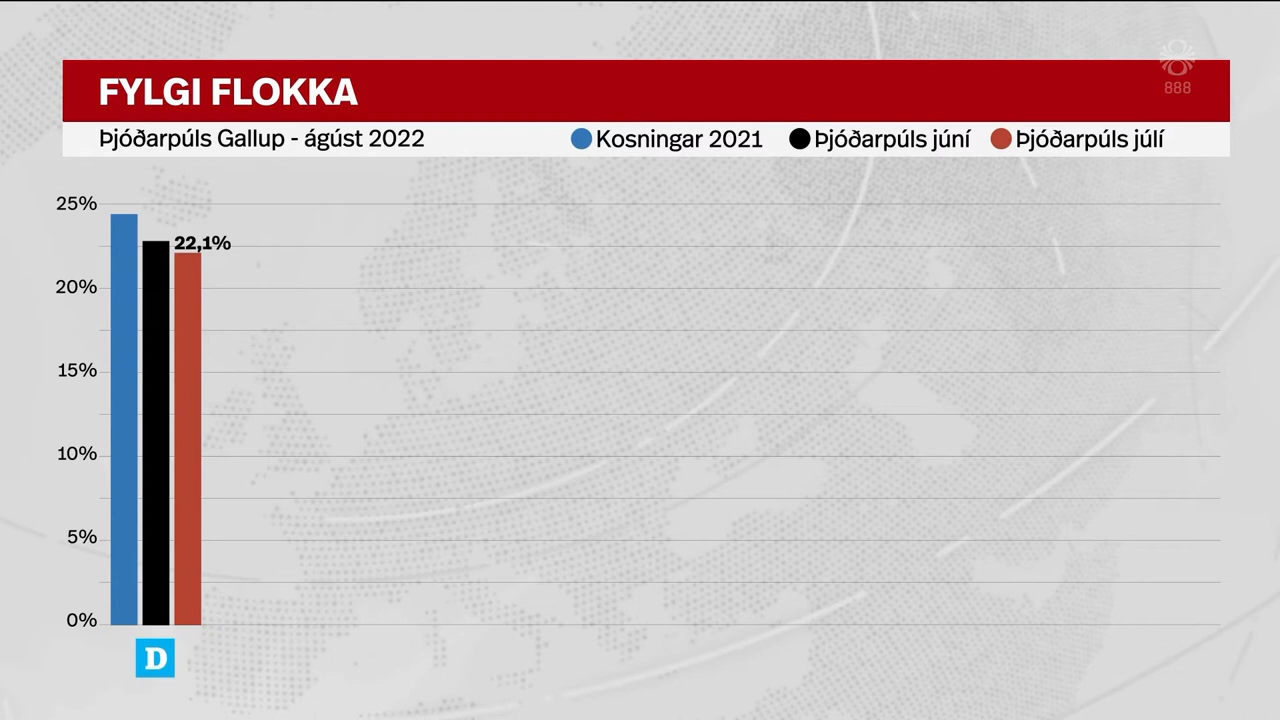 888
FYLGI FLOKKA
Þjóðarpúls Gallup - ágúst 2022
Kosningar 2021
Þjóðarpúls júní
Þjóðarpúls júlí
25%
20%
15%
10%
5%
0%
22,1%
D